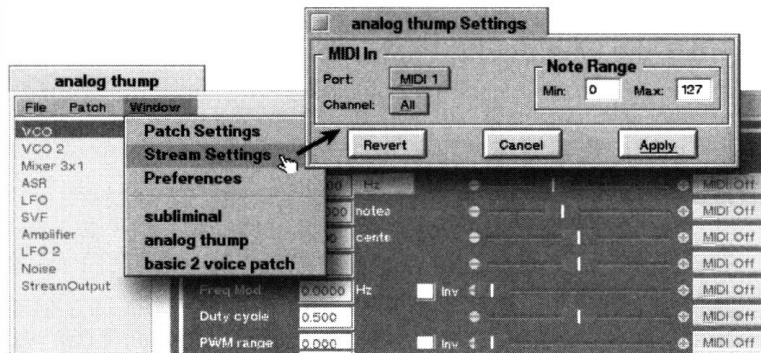 analog thump Settings
MIDI In
Port: MIDI 1
Channel: All
Note Range
Min: 0 Max: 127
Revert Cancel Apply
analog thump
File Patch Window
Patch Settings
Stream Settings
Preferences
subliminal
analog thump
basic 2 voice patch
VCO
VCO 2
Mixer 3x1
ASR
LFO
SVF
Amplifier
LFO 2
Noise
StreamOutput
Hz MIDI Off
notes MIDI Off
cents MIDI Off
MIDI Off
Freq Mod 0.0000 Hz Inv MIDI Off
Duty cycle 0.500 MIDI Off
PWM range 0.000 Inv MIDI Off